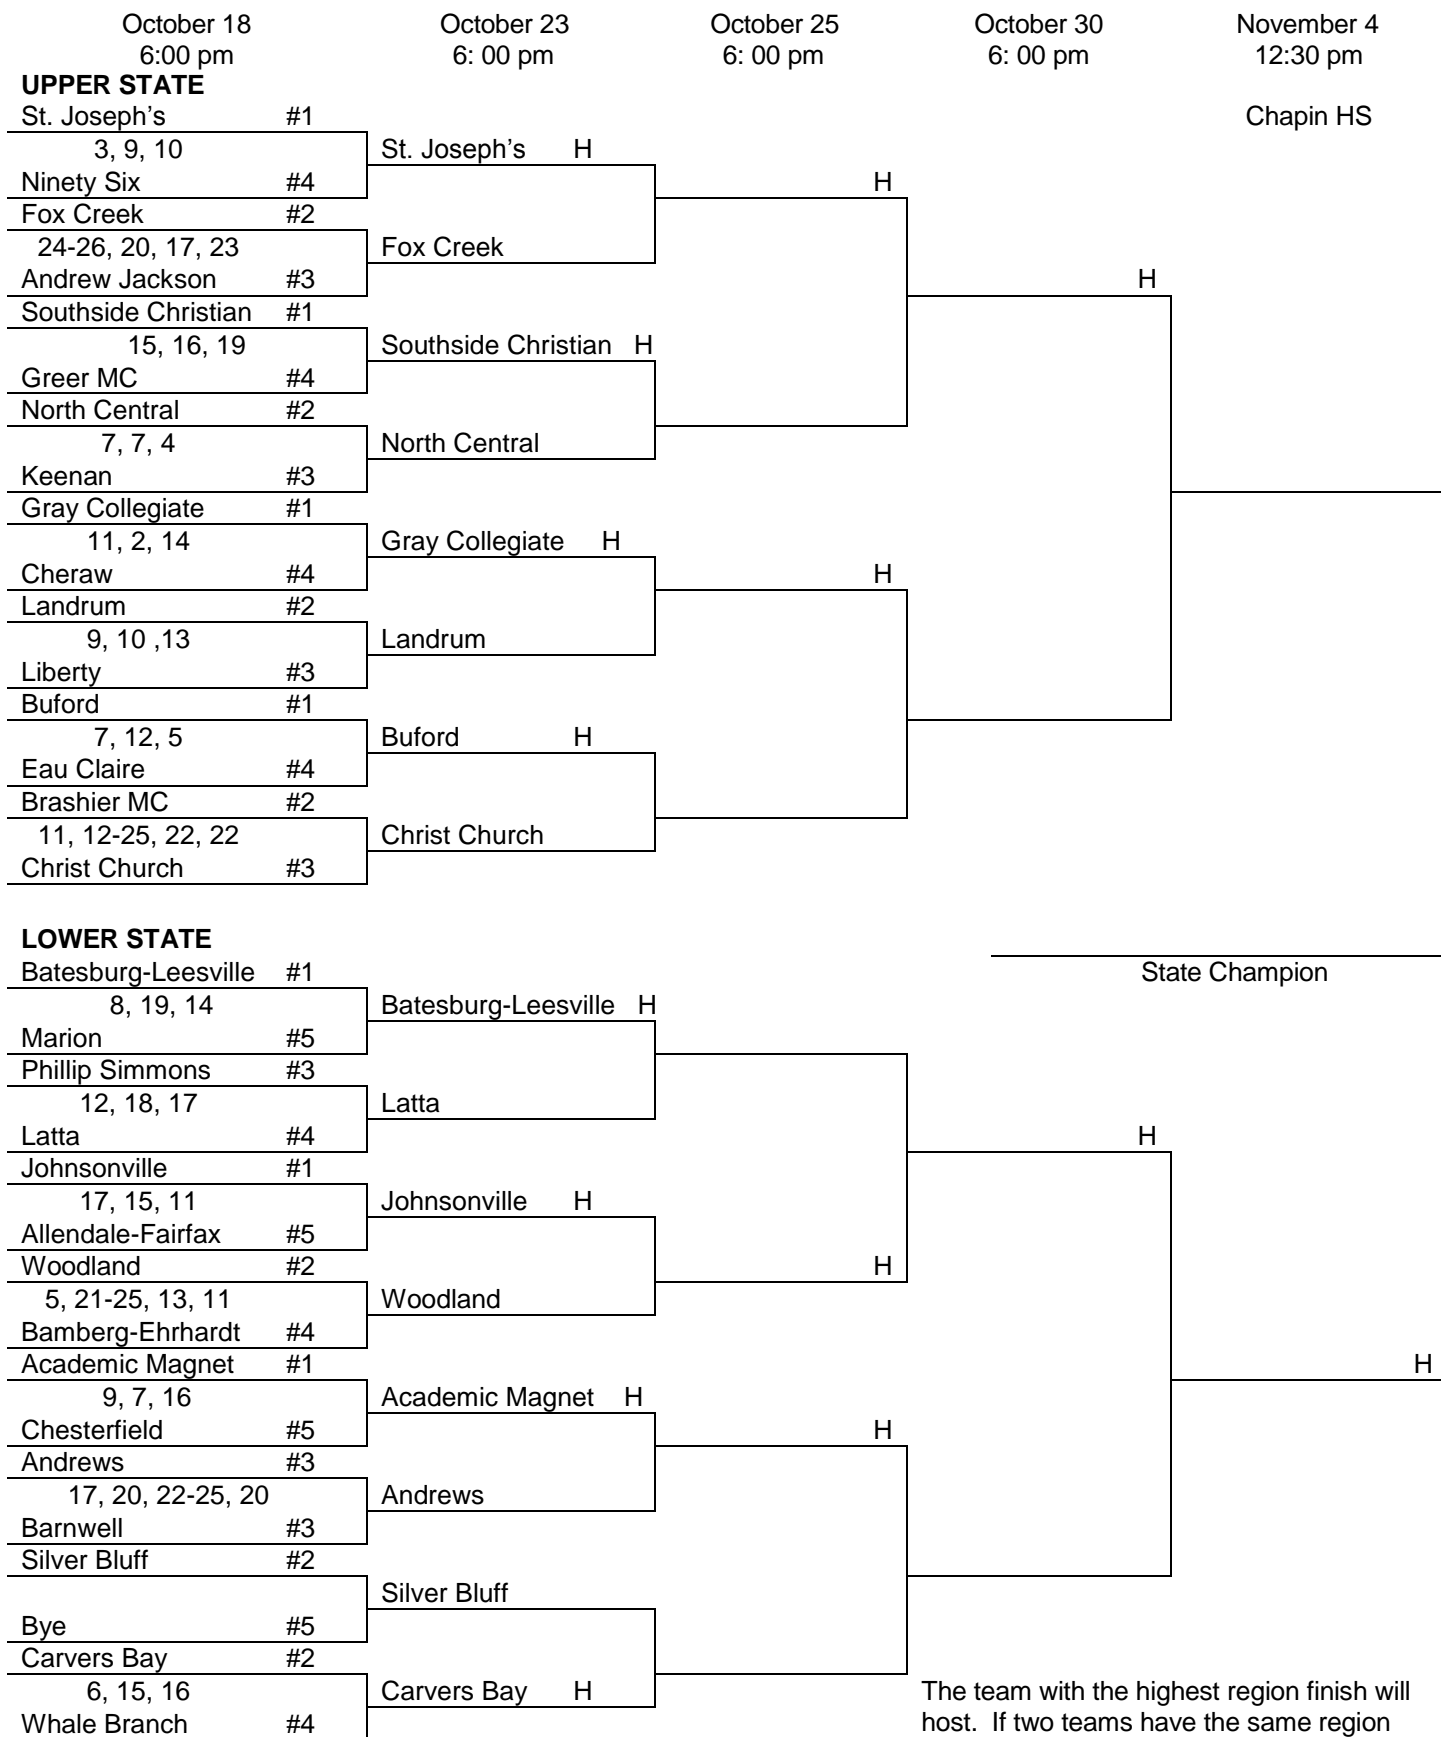 October 18 October 23 October 25 October 30 November 4
6:00 pm 6: 00 pm 6: 00 pm 6: 00 pm 12:30 pm
UPPER STATE
St. Joseph’s #1 Chapin HS
3, 9, 10 St. Joseph’s H
Ninety Six #4 H
Fox Creek #2
24-26, 20, 17, 23 Fox Creek
Andrew Jackson #3 H
Southside Christian #1
15, 16, 19 Southside Christian H
Greer MC #4
North Central #2
7, 7, 4 North Central
Keenan #3
Gray Collegiate #1
11, 2, 14 Gray Collegiate H
Cheraw #4 H
Landrum #2
9, 10 ,13 Landrum
Liberty #3
Buford #1
7, 12, 5 Buford H
Eau Claire #4
Brashier MC #2
11, 12-25, 22, 22 Christ Church
Christ Church #3
LOWER STATE
Batesburg-Leesville #1 State Champion
8, 19, 14 Batesburg-Leesville H
Marion #5
Phillip Simmons #3
12, 18, 17 Latta
Latta #4 H
Johnsonville #1
17, 15, 11 Johnsonville H
Allendale-Fairfax #5
Woodland #2 H
5, 21-25, 13, 11 Woodland
Bamberg-Ehrhardt #4
Academic Magnet #1 H
9, 7, 16 Academic Magnet H
Chesterfield #5 H
Andrews #3
17, 20, 22-25, 20 Andrews
Barnwell #3
Silver Bluff #2
Silver Bluff
Bye #5
Carvers Bay #2
6, 15, 16 Carvers Bay H The team with the highest region finish will
Whale Branch #4 host. If two teams have the same region